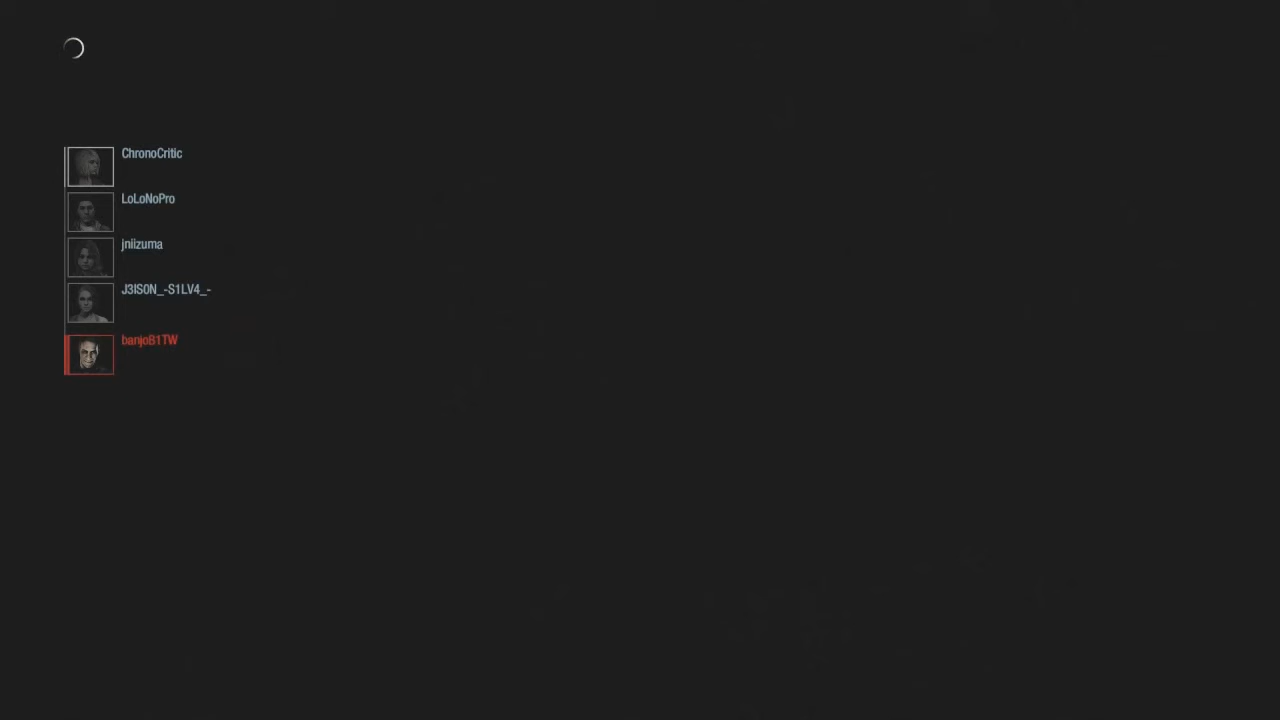 ChronoCritic
LoLoNoPro
jniizuma
J3IS0N_-S1LV4_-
banjoB1TW